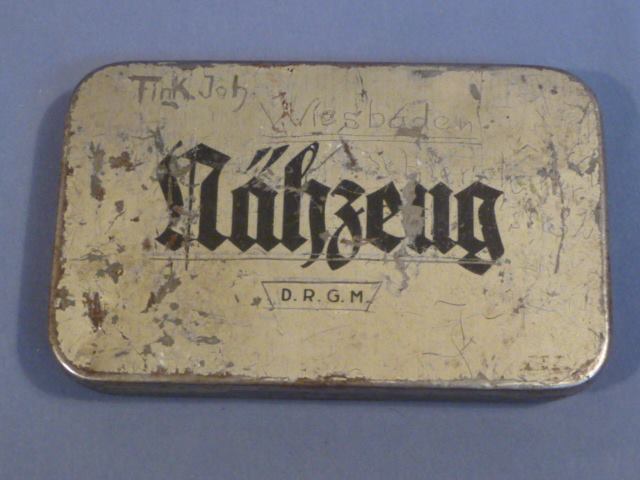 Fink Joh.
Wiesbaden
Nähzeug
D.R.G.M.